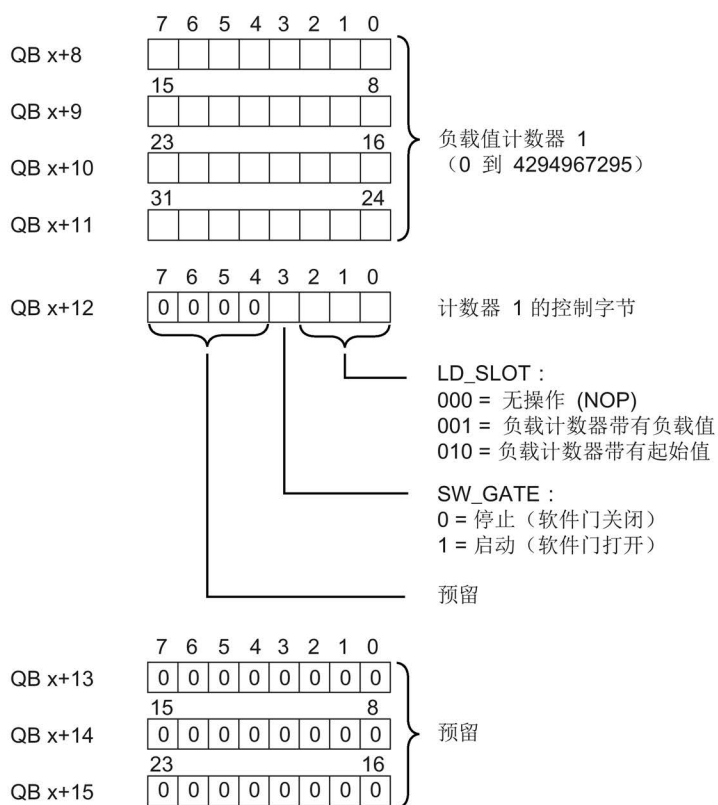 7 6 5 4 3 2 1 0
QB x+8
15 8
QB x+9
23 16
QB x+10
31 24
QB x+11
负载值计数器 1
（0 到 4294967295）
7 6 5 4 3 2 1 0
QB x+12 0 0 0 0 计数器 1 的控制字节
LD_SLOT：
000 = 无操作 (NOP)
001 = 负载计数器带有负载值
010 = 负载计数器带有起始值
SW_GATE：
0 = 停止（软件门关闭）
1 = 启动（软件门打开）
预留
7 6 5 4 3 2 1 0
QB x+13 0 0 0 0 0 0 0 0
15 8
QB x+14 0 0 0 0 0 0 0 0 预留
23 16
QB x+15 0 0 0 0 0 0 0 0